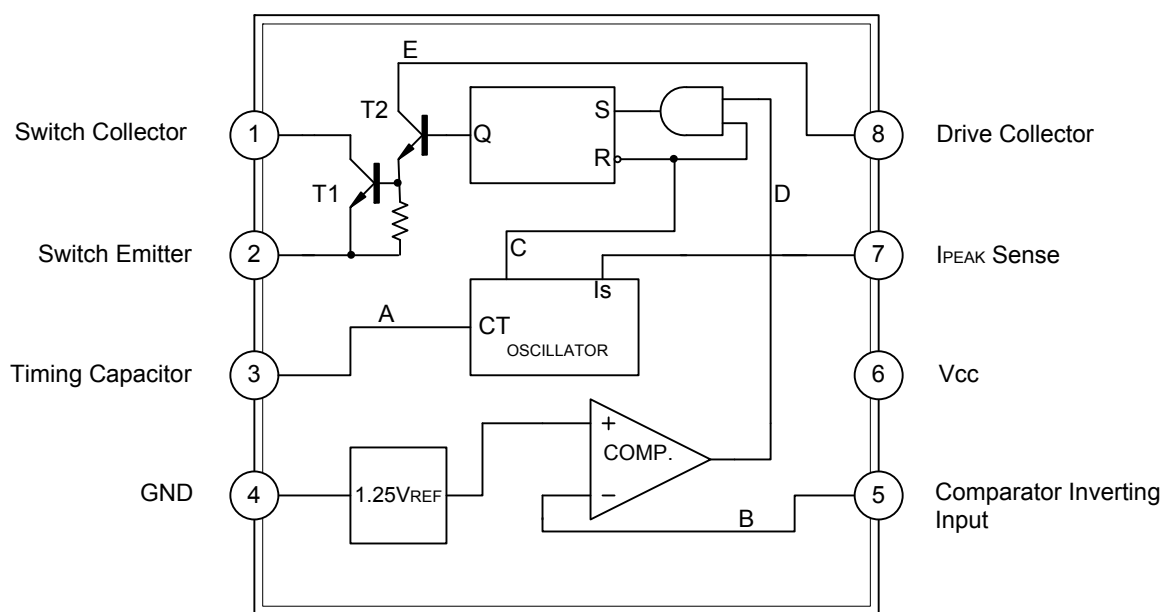 E
T2
S
Q
R
T1
D
C
Is
A
CT
OSCILLATOR
+
COMP.
−
1.25VREF
B
Switch Collector
1
Switch Emitter
2
Timing Capacitor
3
GND
4
8
Drive Collector
7
IPEAK Sense
6
Vcc
5
Comparator Inverting
Input